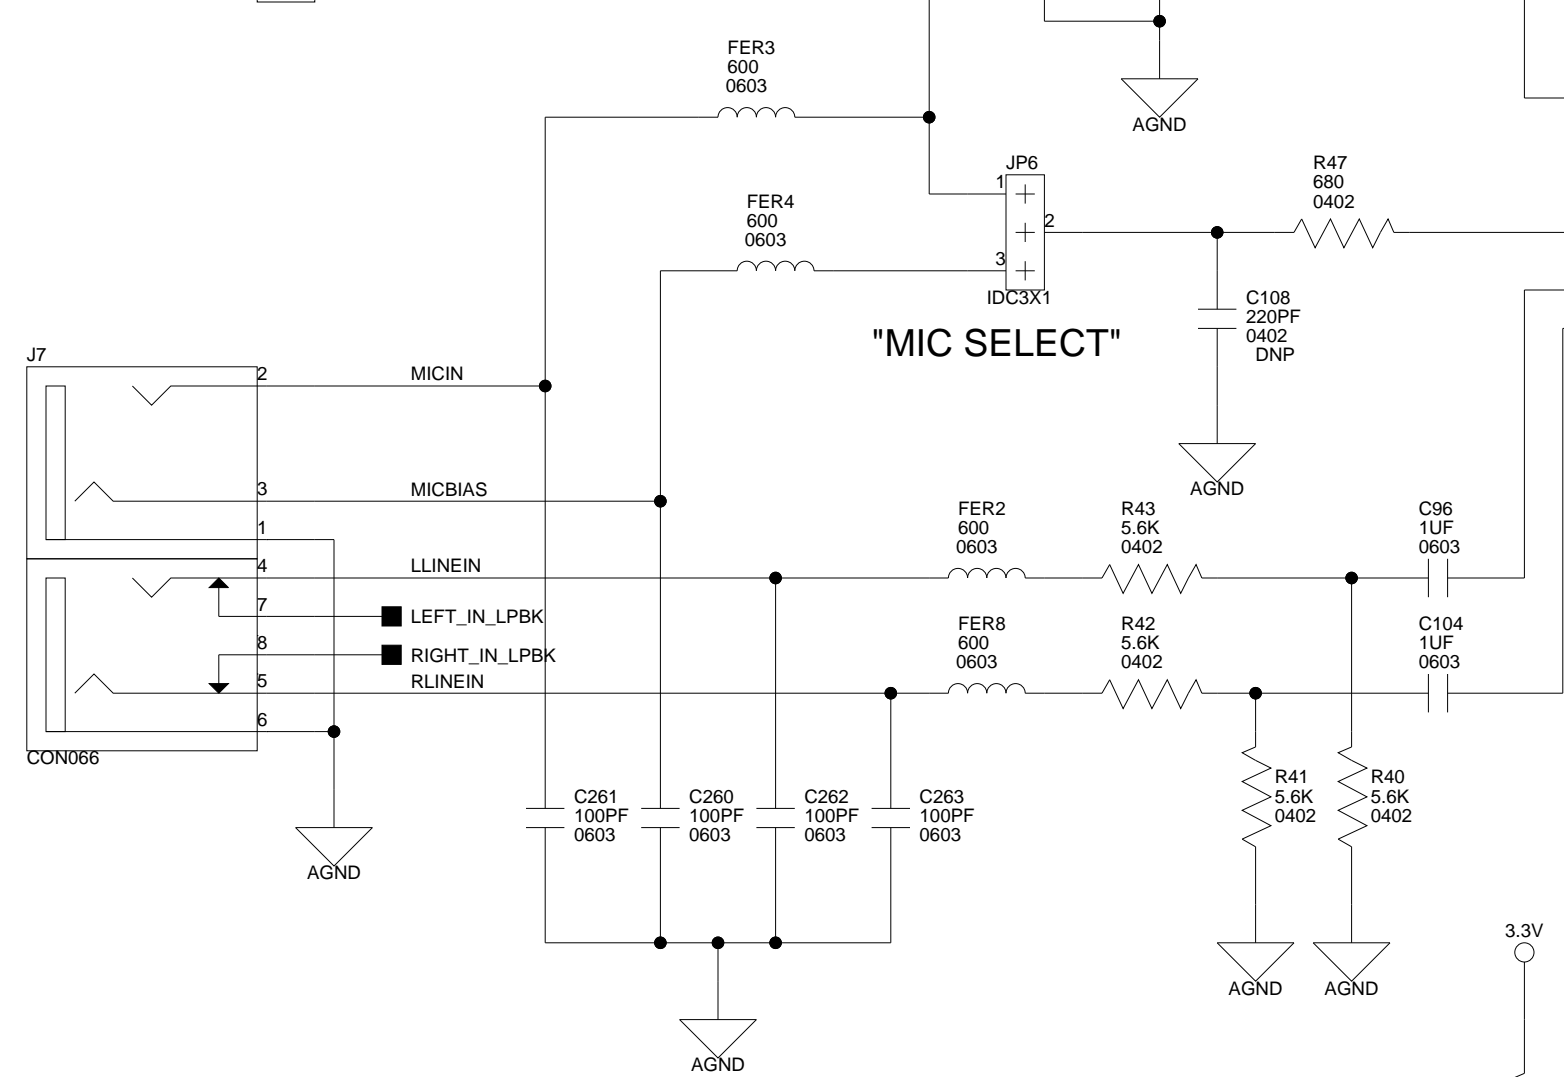 FER3
600
0603
AGND
JP6
1
2
3
IDC3X1
R47
680
0402
FER4
600
0603
"MIC SELECT"
C108
220PF
0402
DNP
AGND
J7
2
MICIN
3
MICBIAS
1
4
LLINEIN
7
LEFT_IN_LPBK
8
RIGHT_IN_LPBK
5
RLINEIN
6
CON066
AGND
FER2
600
0603
R43
5.6K
0402
C96
1UF
0603
FER8
600
0603
R42
5.6K
0402
C104
1UF
0603
C261
100PF
0603
C260
100PF
0603
C262
100PF
0603
C263
100PF
0603
R41
5.6K
0402
R40
5.6K
0402
AGND
AGND
AGND
3.3V